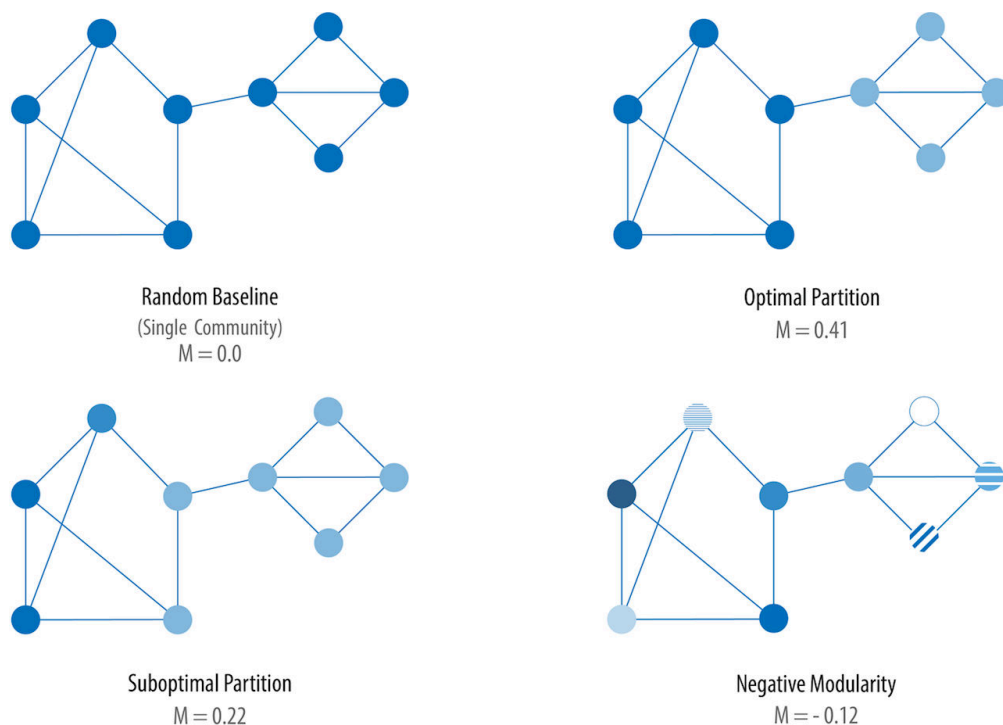 Random Baseline
(Single Community)
M = 0.0
Optimal Partition
M = 0.41
Suboptimal Partition
M = 0.22
Negative Modularity
M = - 0.12